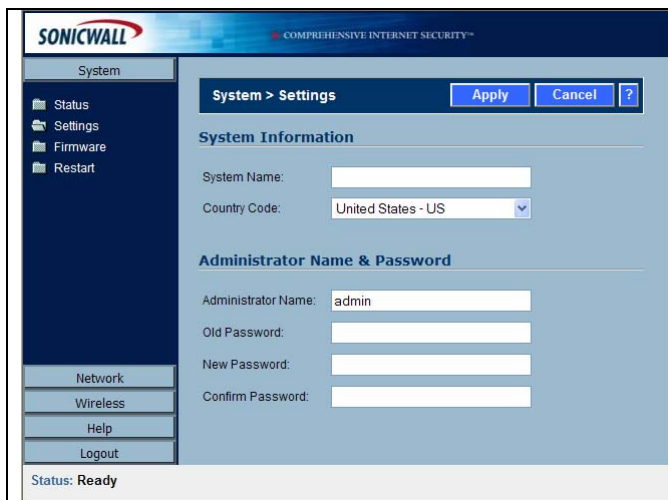 SONICWALL
COMPREHENSIVE INTERNET SECURITY™
System
Status
Settings
Firmware
Restart
Network
Wireless
Help
Logout
System > Settings
Apply
Cancel
?
System Information
System Name:
Country Code: United States - US
Administrator Name & Password
Administrator Name: admin
Old Password:
New Password:
Confirm Password:
Status: Ready